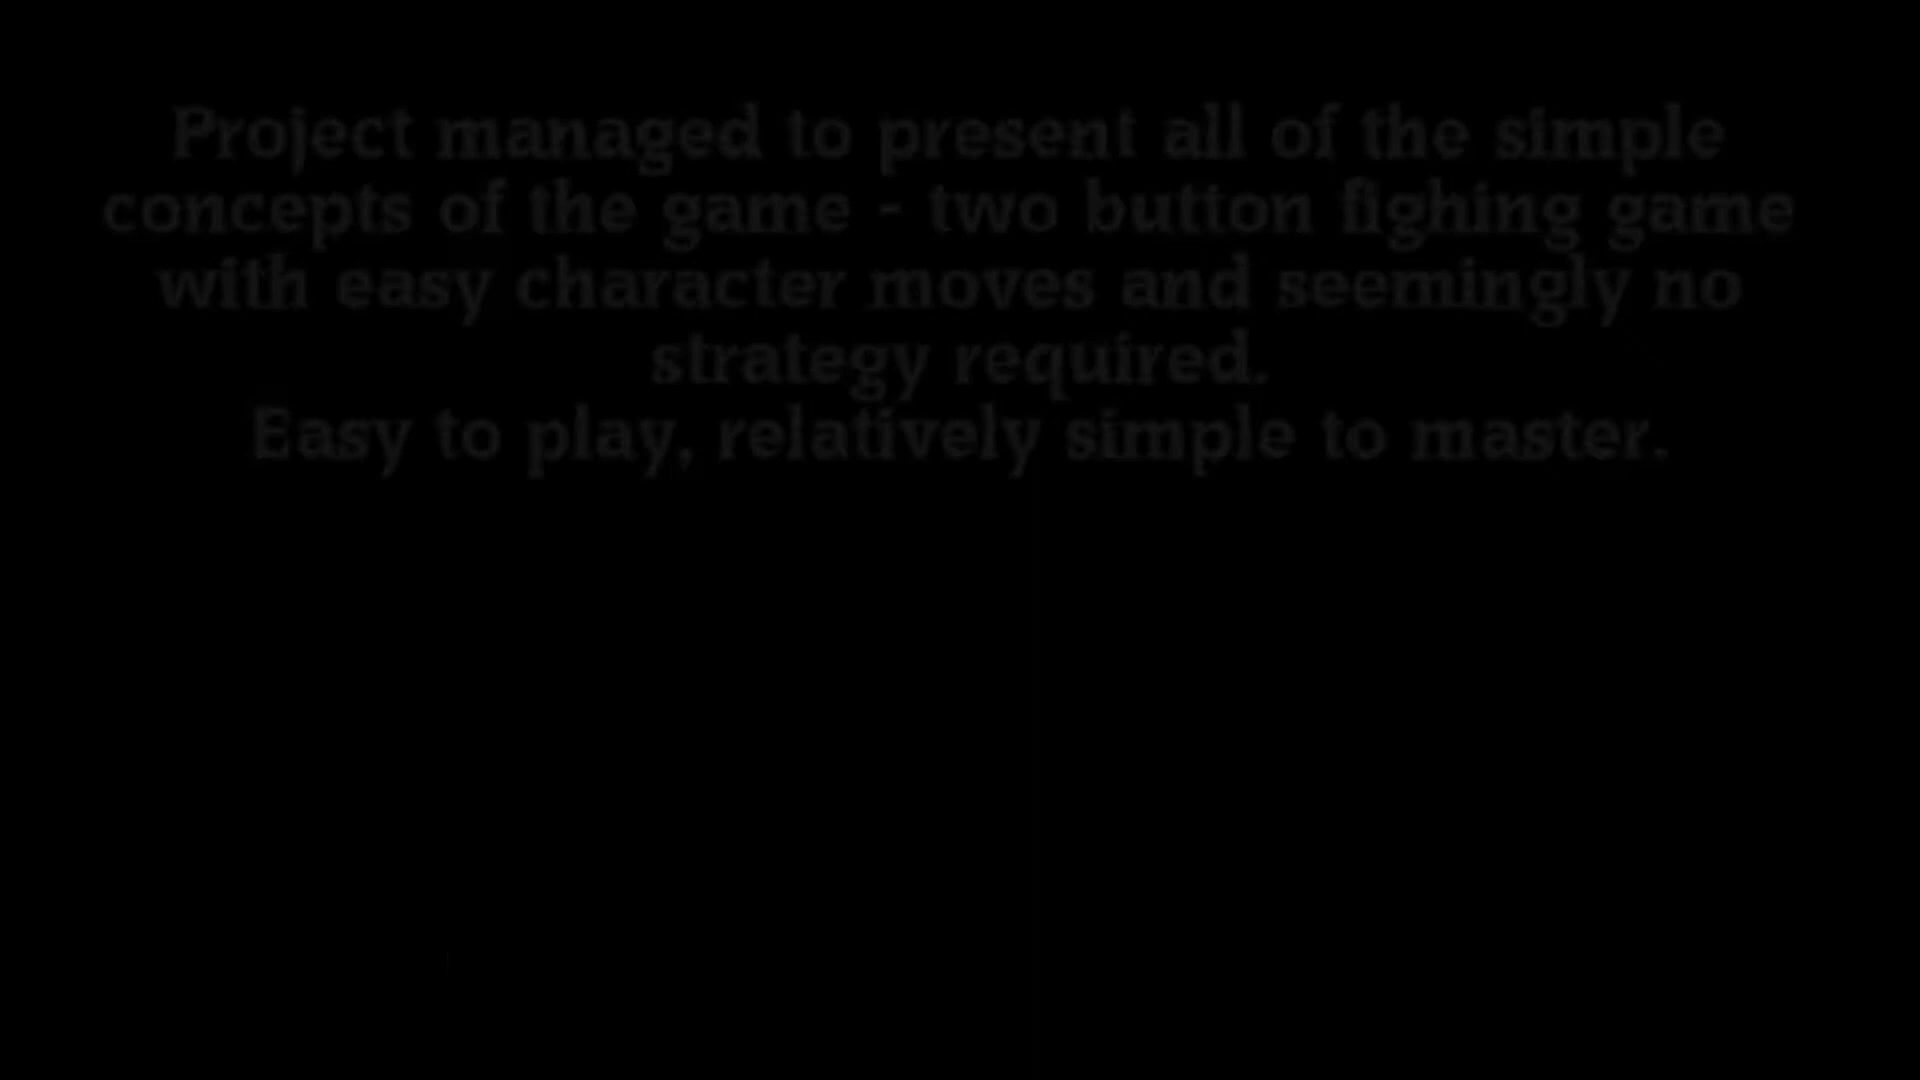 Project managed to present all of the simple
concepts of the game - two button fighing game
with easy character moves and seemingly no
strategy required.
Easy to play, relatively simple to master.